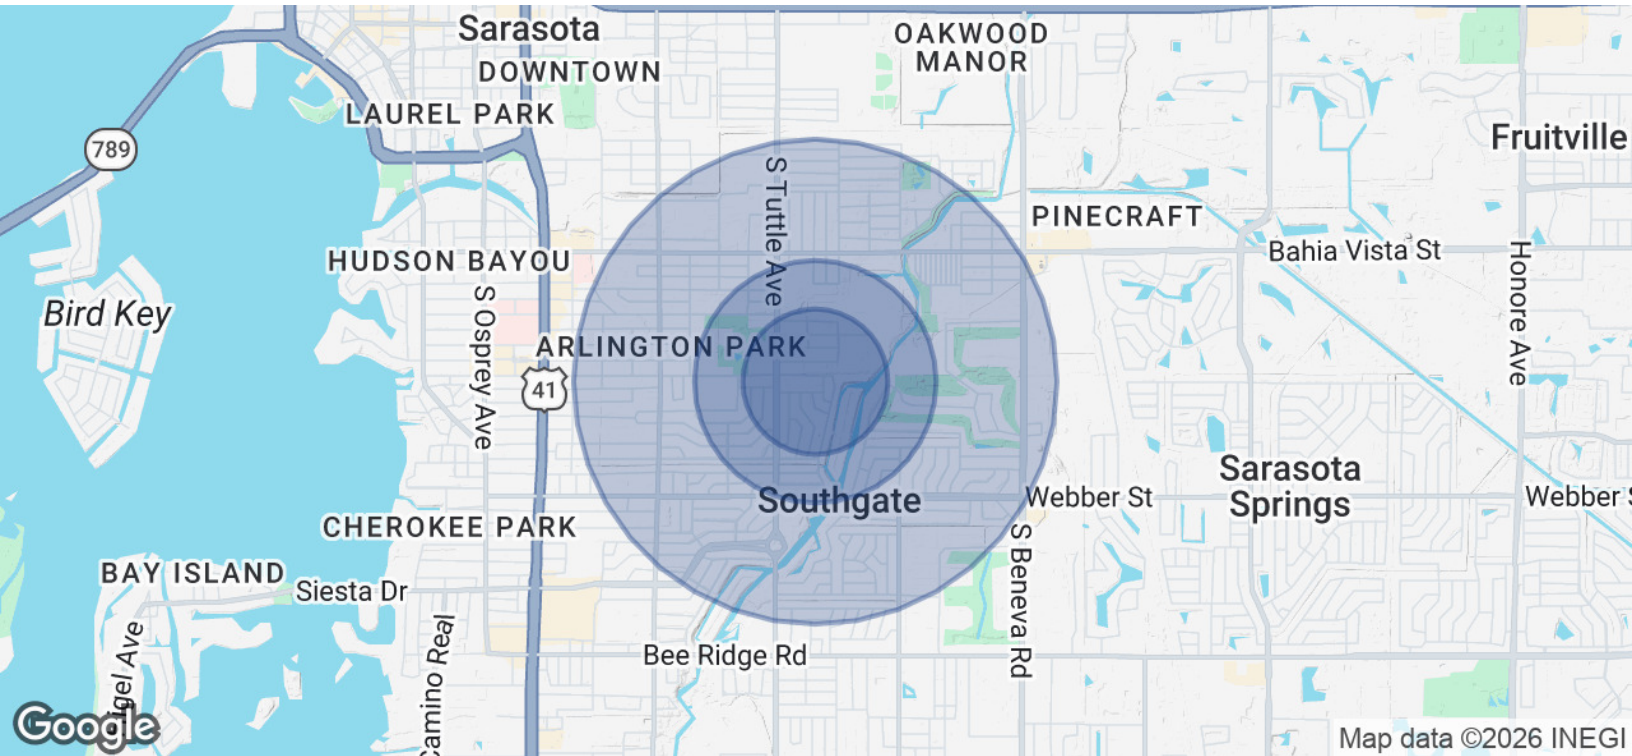 Sarasota
DOWNTOWN
OAKWOOD
MANOR
LAUREL PARK
789
Fruitville
S Tuttle Ave
PINECRAFT
Bahia Vista St
HUDSON BAYOU
Honore Ave
Bird Key
S Osprey Ave
ARLINGTON PARK
41
Sarasota
Springs
Southgate
Webber St
Webber S
CHEROKEE PARK
S Beneva Rd
BAY ISLAND
Siesta Dr
Camino Real
Bee Ridge Rd
Google
Map data ©2026 INEGI